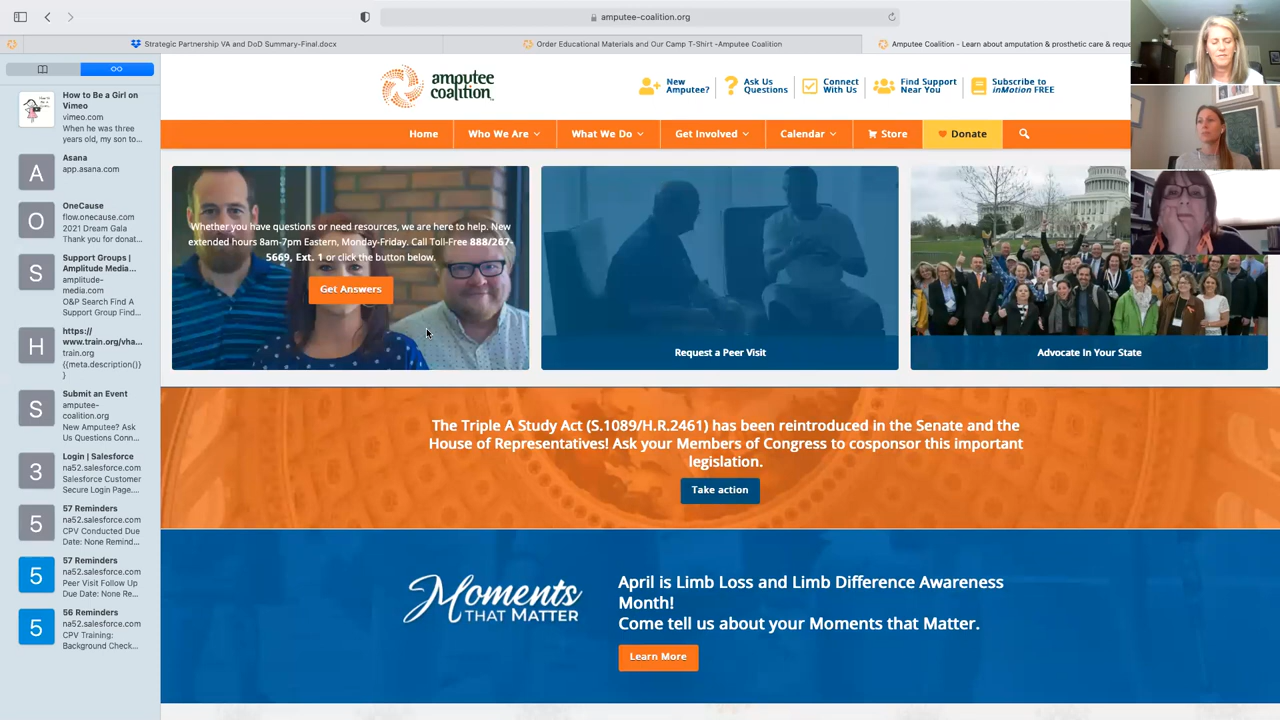 amputee-coalition.org
Strategic Partnership VA and DoD Summary-Final.docx
Order Educational Materials and Our Camp T-Shirt -Amputee Coalition
Amputee Coalition - Learn about amputation & prosthetic care & reque
How to Be a Girl on
Vimeo
vimeo.com
When he was three
years old, my son to...
A
Asana
app.asana.com
O
OneCause
flow.onecause.com
2021 Dream Gala
Thank you for donat...
S
Support Groups |
Amplitude Media...
amplitude-
media.com
O&P Search Find A
Support Group Find...
H
https://
www.train.org/vha...
train.org
{{meta.description()}
}
S
Submit an Event
amputee-
coalition.org
New Amputee? Ask
Us Questions Conn...
3
Login | Salesforce
na52.salesforce.com
Salesforce Customer
Secure Login Page....
5
57 Reminders
na52.salesforce.com
CPV Conducted Due
Date: None Remind...
5
57 Reminders
na52.salesforce.com
Peer Visit Follow Up
Due Date: None Re...
5
56 Reminders
na52.salesforce.com
CPV Training:
Background Check...
amputee
coalition
New
Amputee?
Ask Us
Questions
Connect
With Us
Find Support
Near You
Subscribe to
inMotion FREE
Home
Who We Are
What We Do
Get Involved
Calendar
Store
Donate
Whether you have questions or need resources, we are here to help. New
extended hours 8am-7pm Eastern, Monday-Friday. Call Toll-Free 888/267-
5669, Ext. 1 or click the button below.
Get Answers
Request a Peer Visit
Advocate In Your State
The Triple A Study Act (S.1089/H.R.2461) has been reintroduced in the Senate and the
House of Representatives! Ask your Members of Congress to cosponsor this important
legislation.
Take action
Moments
THAT MATTER
April is Limb Loss and Limb Difference Awareness
Month!
Come tell us about your Moments that Matter.
Learn More